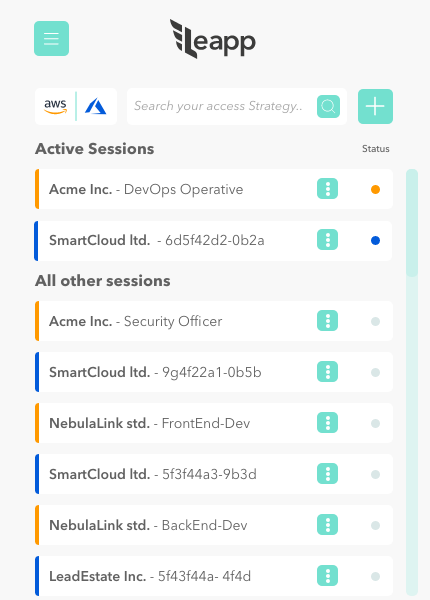 Leapp
aws
Search your access Strategy..
Active Sessions
Status
Acme Inc. - DevOps Operative
SmartCloud ltd. - 6d5f42d2-0b2a
All other sessions
Acme Inc. - Security Officer
SmartCloud ltd. - 9g4f22a1-0b5b
NebulaLink std. - FrontEnd-Dev
SmartCloud ltd. - 5f3f44a3-9b3d
NebulaLink std. - BackEnd-Dev
LeadEstate Inc. - 5f43f44a- 4f4d